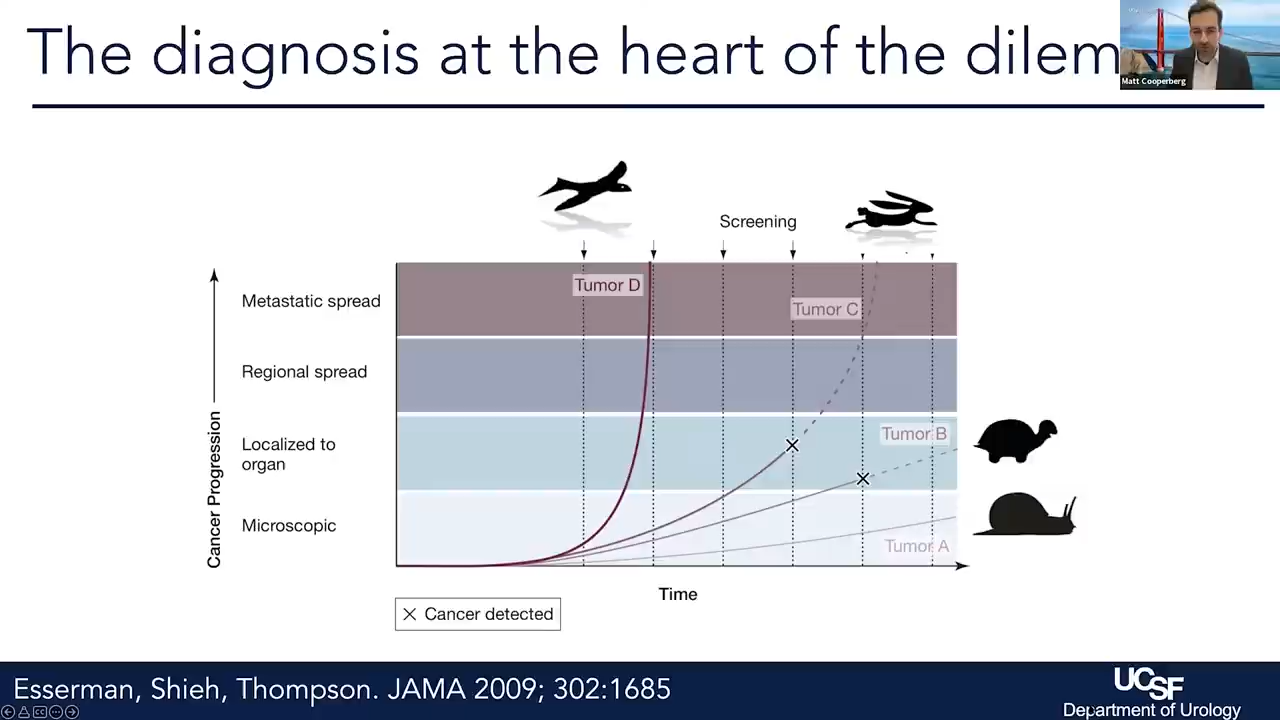 The diagnosis at the heart of the dilem
Matt Cooperberg
Screening
Tumor D
Metastatic spread
Tumor C
Regional spread
Localized to
organ
Tumor B
Microscopic
Tumor A
Cancer Progression
Time
× Cancer detected
Esserman, Shieh, Thompson. JAMA 2009; 302:1685
UCSF
Department of Urology